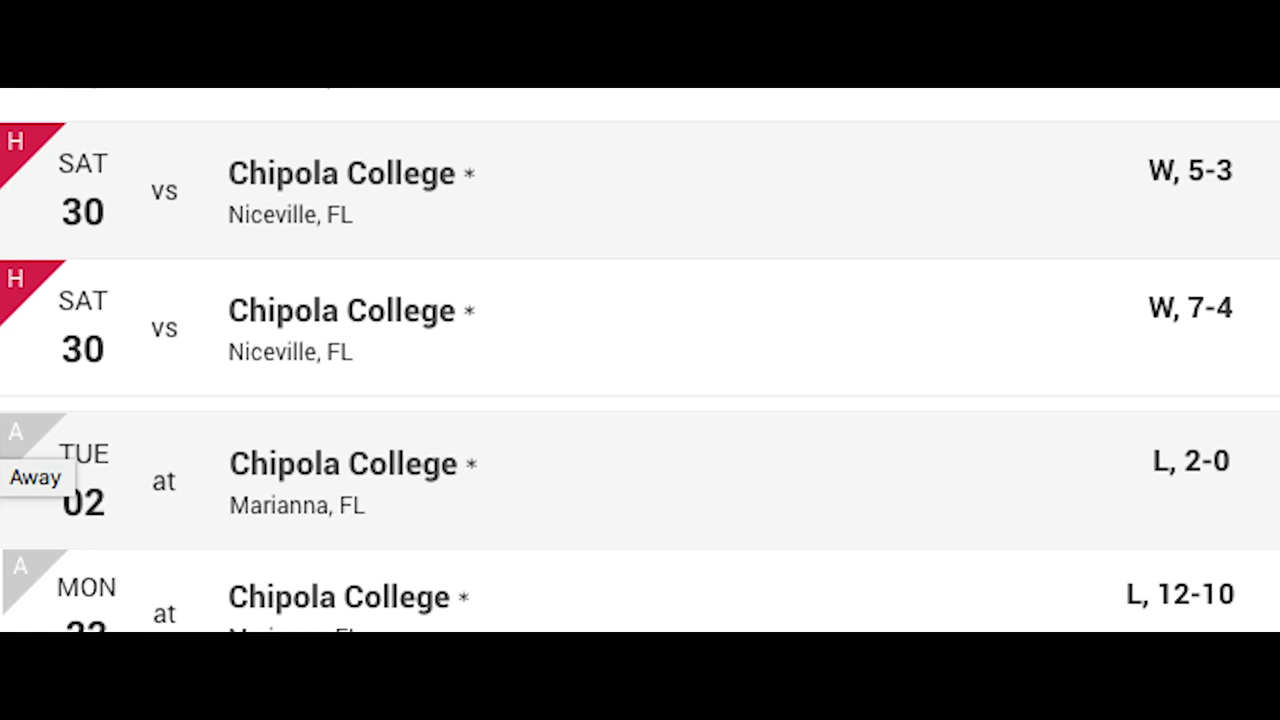 H
SAT
30
vs
Chipola College *
Niceville, FL
W, 5-3
H
SAT
30
vs
Chipola College *
Niceville, FL
W, 7-4
A
TUE
Away
02
at
Chipola College *
Marianna, FL
L, 2-0
A
MON
at
Chipola College *
L, 12-10